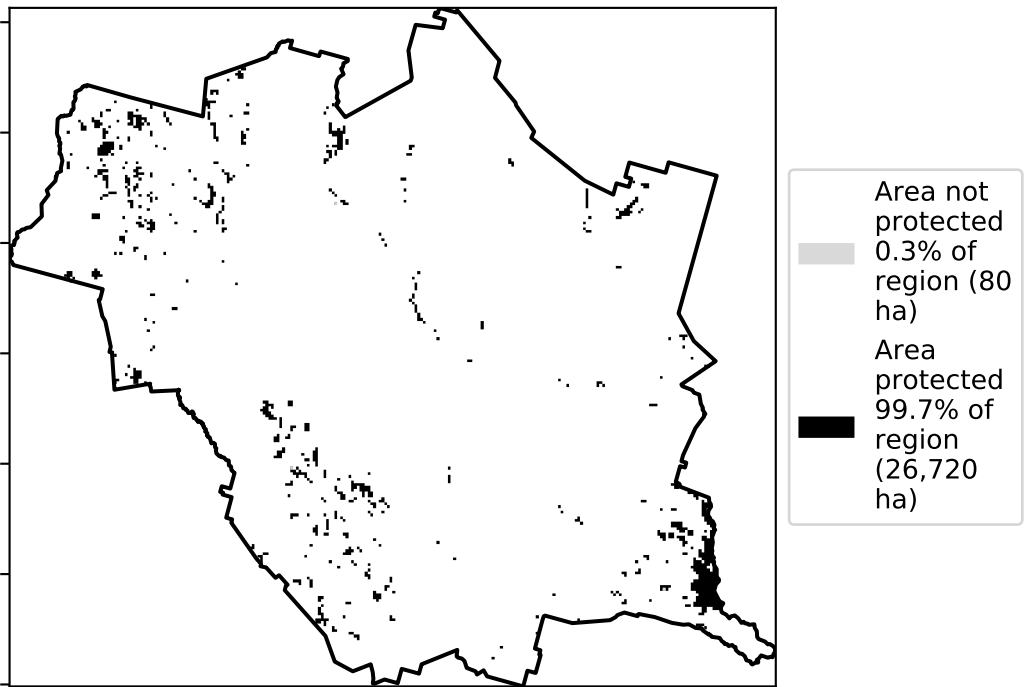 Area not
protected
0.3% of
region (80
ha)
Area
protected
99.7% of
region
(26,720
ha)